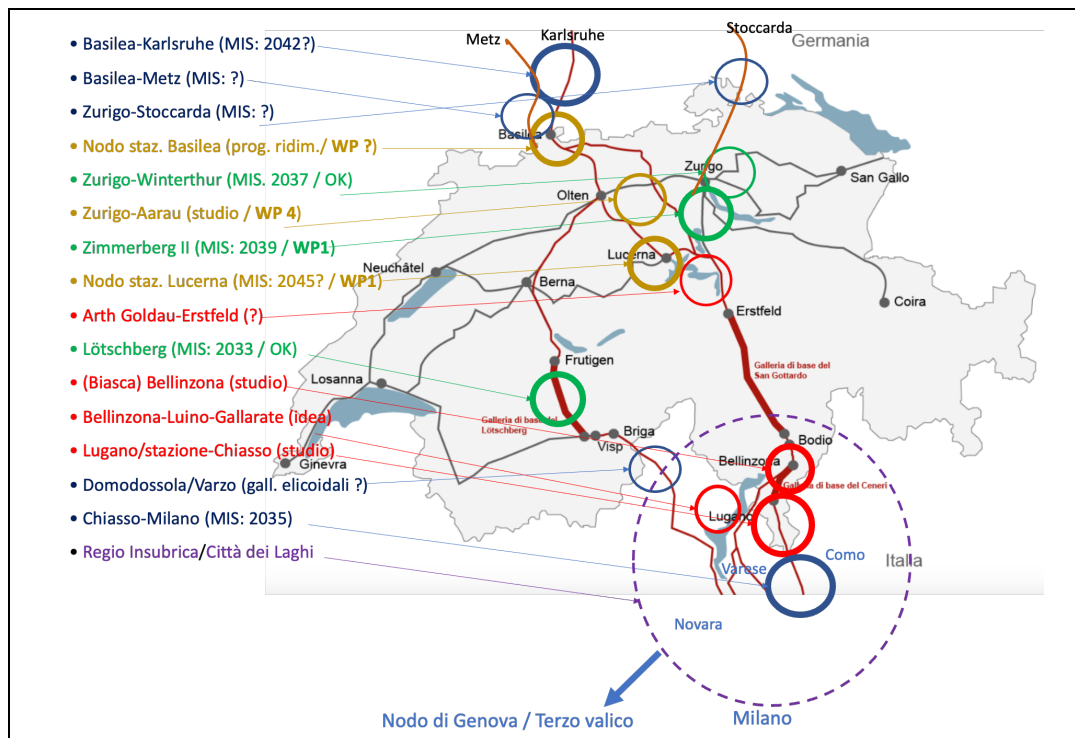 • Basilea-Karlsruhe (MIS: 2042?)
• Basilea-Metz (MIS: ?)
• Zurigo-Stoccarda (MIS: ?)
• Nodo staz. Basilea (prog. ridim./ WP ?)
• Zurigo-Winterthur (MIS. 2037 / OK)
• Zurigo-Aarau (studio / WP 4)
• Zimmerberg II (MIS: 2039 / WP1)
• Nodo staz. Lucerna (MIS: 2045? / WP1)
• Arth Goldau-Erstfeld (?)
• Lötschberg (MIS: 2033 / OK)
• (Biasca) Bellinzona (studio)
• Bellinzona-Luino-Gallarate (idea)
• Lugano/stazione-Chiasso (studio)
• Domodossola/Varzo (gall. elicoidali ?)
• Chiasso-Milano (MIS: 2035)
• Regio Insubrica/Città dei Laghi
Metz
Karlsruhe
Stoccarda
Germania
Basilea
Zurigo
San Gallo
Olten
Lucerna
Neuchâtel
Berna
Coira
Erstfeld
Frutigen
Galleria di base del
San Gottardo
Losanna
Galleria di base del
Lötschberg
Briga
Visp
Ginevra
Bodio
Bellinzona
Galleria di base del Ceneri
Lugano
Como
Italia
Varese
Novara
Nodo di Genova / Terzo valico
Milano